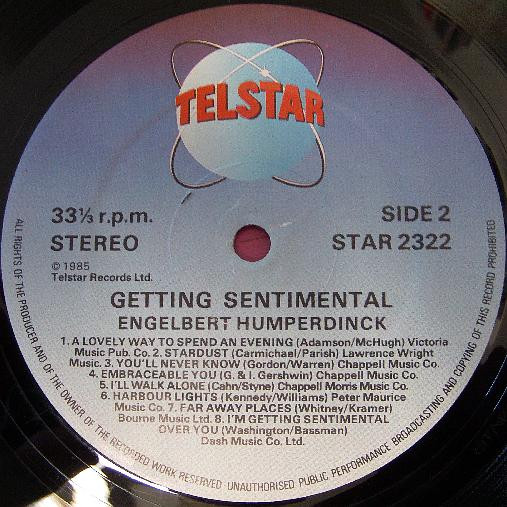 TELSTAR
33⅓ r.p.m.
STEREO
SIDE 2
STAR 2322
© 1985
Telstar Records Ltd.
GETTING SENTIMENTAL
ENGELBERT HUMPERDINCK
1. A LOVELY WAY TO SPEND AN EVENING (Adamson/McHugh) Victoria
Music Pub. Co. 2. STARDUST (Carmichael/Parish) Lawrence Wright
Music. 3. YOU'LL NEVER KNOW (Gordon/Warren) Chappell Music Co.
4. EMBRACEABLE YOU (G. & I. Gershwin) Chappell Music Co.
5. I'LL WALK ALONE (Cahn/Styne) Chappell Morris Music Co.
6. HARBOUR LIGHTS (Kennedy/Williams) Peter Maurice
Music Co. 7. FAR AWAY PLACES (Whitney/Kramer)
Bourne Music Ltd. 8. I'M GETTING SENTIMENTAL
OVER YOU (Washington/Bassman)
Dash Music Co. Ltd.
ALL RIGHTS OF THE PRODUCER AND OF THE OWNER OF THE RECORDED WORK RESERVED UNAUTHORISED PUBLIC PERFORMANCE BROADCASTING AND COPYING OF THIS RECORD PROHIBITED